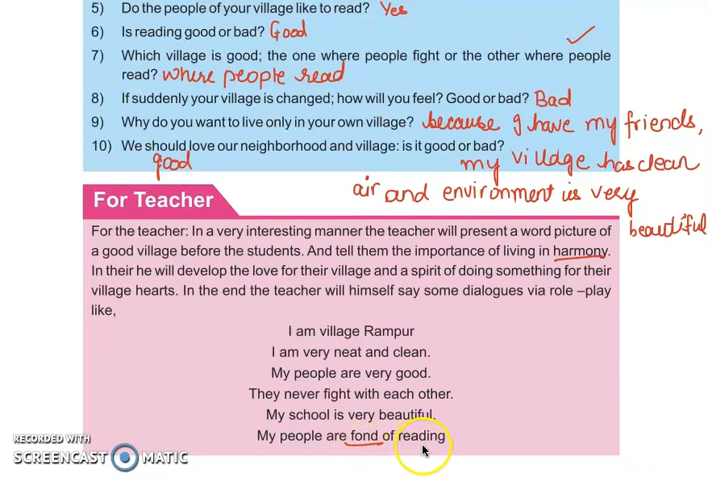 5) Do the people of your village like to read? Yes
6) Is reading good or bad? Good
7) Which village is good; the one where people fight or the other where people
read? where people read
8) If suddenly your village is changed; how will you feel? Good or bad? Bad
9) Why do you want to live only in your own village? because I have my friends,
10) We should love our neighborhood and village: is it good or bad?
good
my village has clean
air and environment is very
beautiful
For Teacher
For the teacher: In a very interesting manner the teacher will present a word picture of
a good village before the students. And tell them the importance of living in harmony.
In their he will develop the love for their village and a spirit of doing something for their
village hearts. In the end the teacher will himself say some dialogues via role –play
like,
I am village Rampur
I am very neat and clean.
My people are very good.
They never fight with each other.
My school is very beautiful.
My people are fond of reading
RECORDED WITH
SCREENCAST MATIC